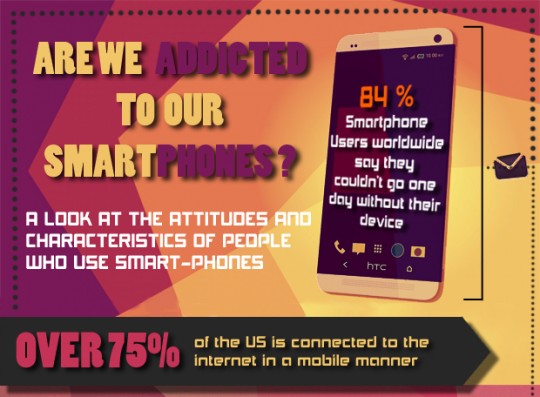 ARE WE ADDICTED
TO OUR
SMARTPHONES?
A LOOK AT THE ATTITUDES AND
CHARACTERISTICS OF PEOPLE
WHO USE SMART-PHONES
84 %
Smartphone
Users worldwide
say they
couldn't go one
day without their
device
hTC
OVER 75%
of the US is connected to the
internet in a mobile manner